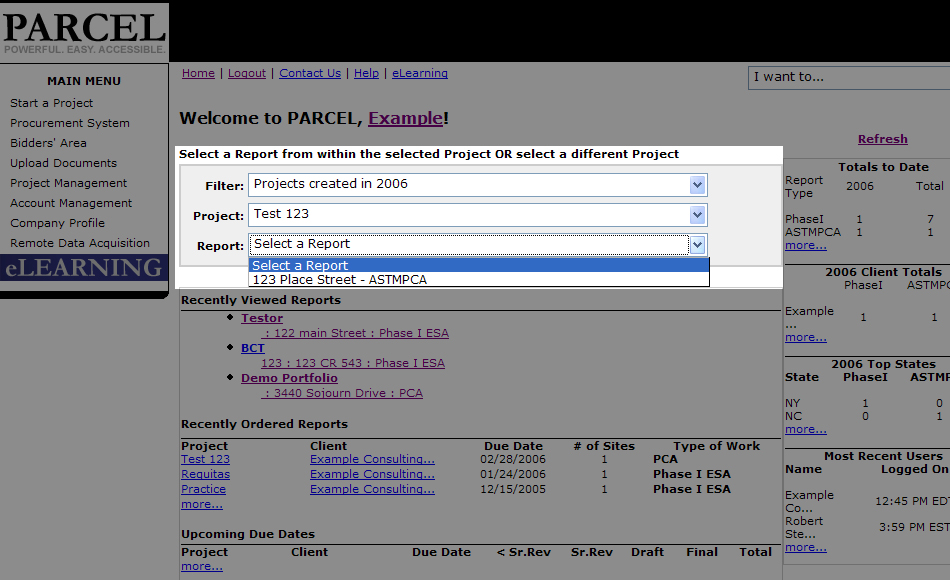 PARCEL
POWERFUL. EASY. ACCESSIBLE.
MAIN MENU
Start a Project
Procurement System
Bidders' Area
Upload Documents
Project Management
Account Management
Company Profile
Remote Data Acquisition
eLEARNING
Home | Logout | Contact Us | Help | eLearning
I want to...
Welcome to PARCEL, Example!
Select a Report from within the selected Project OR select a different Project
Filter: Projects created in 2006
Project: Test 123
Report: Select a Report
Select a Report
123 Place Street - ASTMPCA
Recently Viewed Reports
Testor
: 122 main Street : Phase I ESA
BCT
123 : 123 CR 543 : Phase I ESA
Demo Portfolio
: 3440 Sojourn Drive : PCA
Recently Ordered Reports
Project Client Due Date # of Sites Type of Work
Test 123 Example Consulting... 02/28/2006 1 PCA
Requitas Example Consulting... 01/24/2006 1 Phase I ESA
Practice Example Consulting... 12/15/2005 1 Phase I ESA
more...
Upcoming Due Dates
Project Client Due Date < Sr.Rev Sr.Rev Draft Final Total
more...
Refresh
Totals to Date
Report Type 2006 Total
PhaseI 1 7
ASTMPCA 1 1
more...
2006 Client Totals
PhaseI ASTMPC
Example ... 1 1
more...
2006 Top States
State PhaseI ASTMP
NY 1 0
NC 0 1
more...
Most Recent Users
Name Logged On
Example Co... 12:45 PM EDT
Robert Ste... 3:59 PM EST
more...